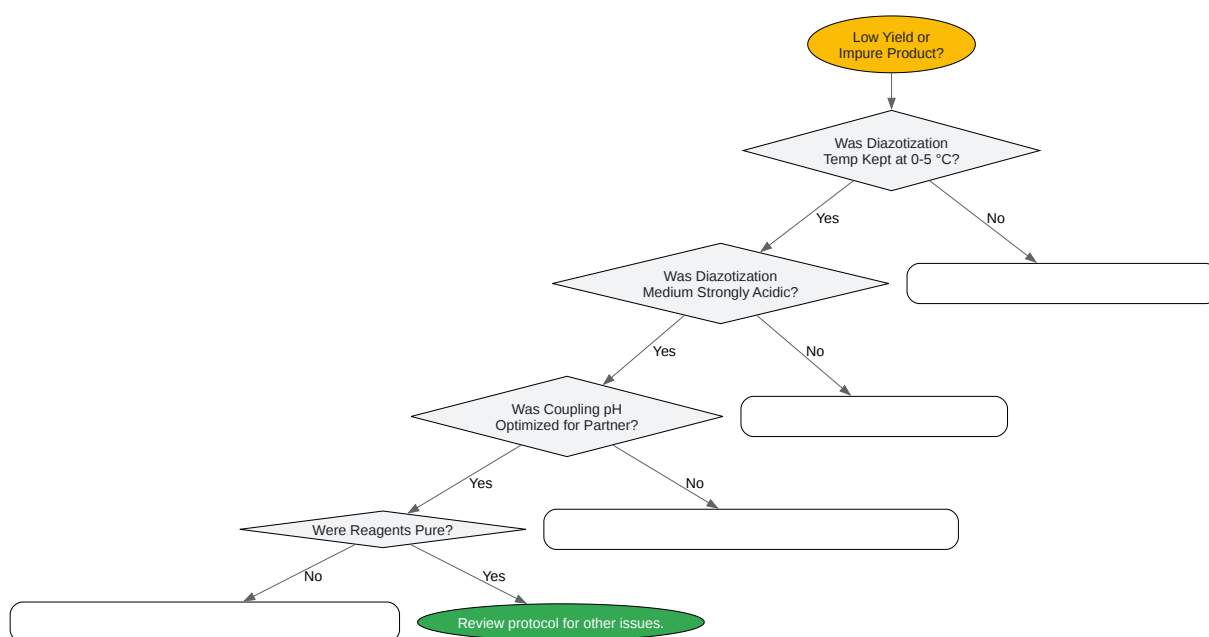 Low Yield or
Impure Product?
Was Diazotization
Temp Kept at 0-5 °C?
Yes
No
Was Diazotization
Medium Strongly Acidic?
Yes
No
Was Coupling pH
Optimized for Partner?
Yes
No
Were Reagents Pure?
No
Yes
Review protocol for other issues.